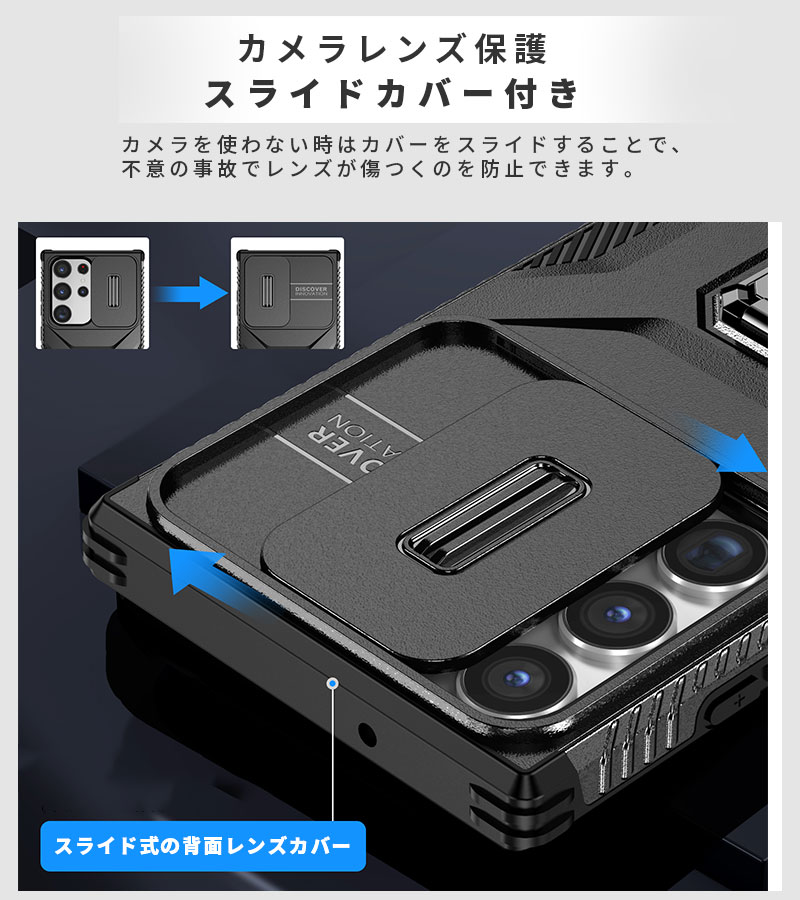 カメラレンズ保護
スライドカバー付き
カメラを使わない時はカバーをスライドすることで、
不意の事故でレンズが傷つくのを防止できます。
DISCOVER
INNOVATION
OVER
ATION
スライド式の背面レンズカバー